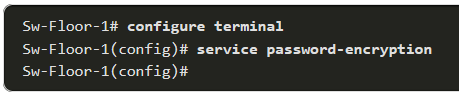 Sw-Floor-1# configure terminal
Sw-Floor-1(config)# service password-encryption
Sw-Floor-1(config)#